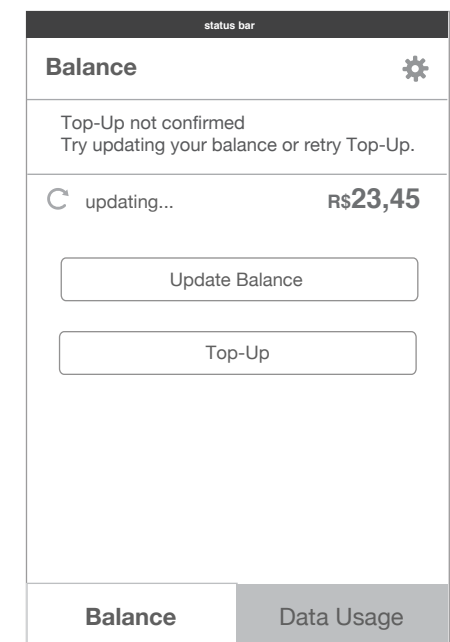 status bar
Balance
Top-Up not confirmed
Try updating your balance or retry Top-Up.
updating... R$23,45
Update Balance
Top-Up
Balance Data Usage